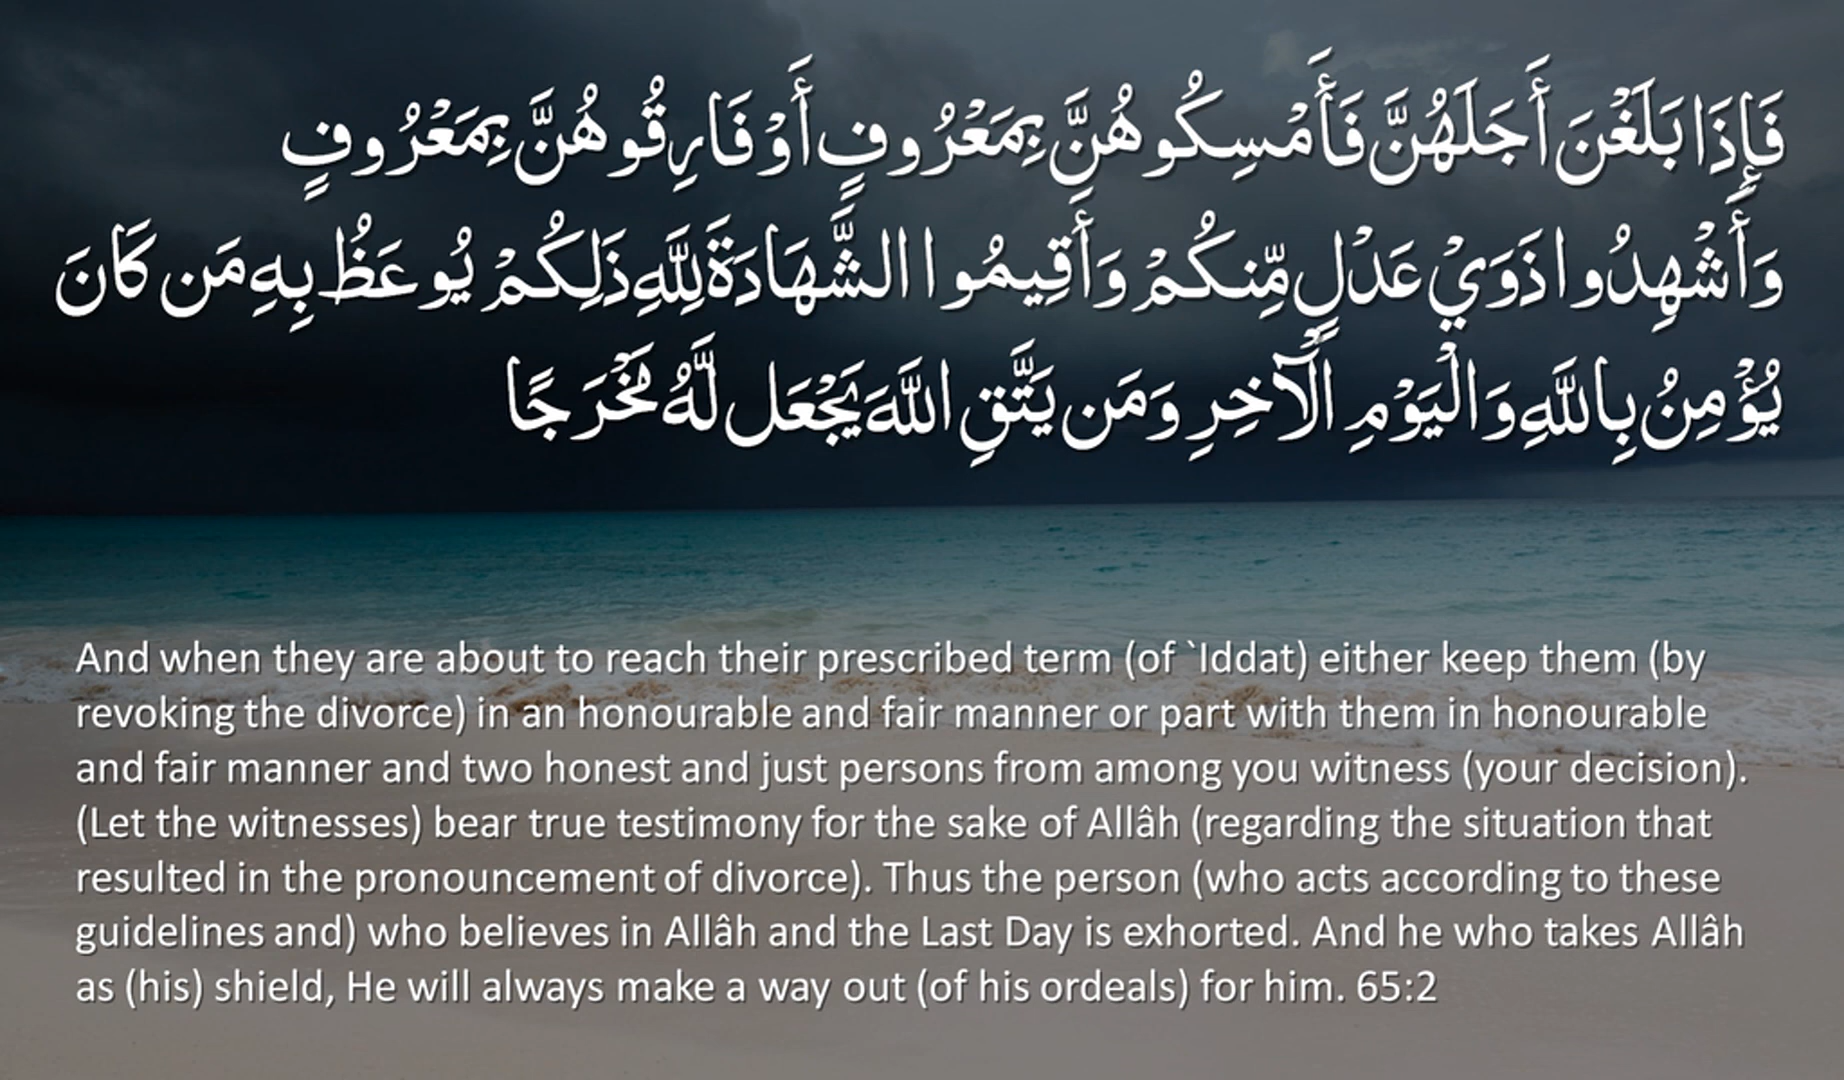 فَإِذَا بَلَغْنَ أَجَلَهُنَّ فَأَمْسِكُوهُنَّ بِمَعْرُوفٍ أَوْ فَارِقُوهُنَّ بِمَعْرُوفٍ
وَأَشْهِدُوا ذَوَيْ عَدْلٍ مِّنكُمْ وَأَقِيمُوا الشَّهَادَةَ لِلَّهِ ذَلِكُمْ يُوعَظُ بِهِ مَن كَانَ
يُؤْمِنُ بِاللَّهِ وَالْيَوْمِ الْآخِرِ وَمَن يَتَّقِ اللَّهَ يَجْعَل لَّهُ مَخْرَجًا
And when they are about to reach their prescribed term (of `Iddat) either keep them (by
revoking the divorce) in an honourable and fair manner or part with them in honourable
and fair manner and two honest and just persons from among you witness (your decision).
(Let the witnesses) bear true testimony for the sake of Allâh (regarding the situation that
resulted in the pronouncement of divorce). Thus the person (who acts according to these
guidelines and) who believes in Allâh and the Last Day is exhorted. And he who takes Allâh
as (his) shield, He will always make a way out (of his ordeals) for him. 65:2